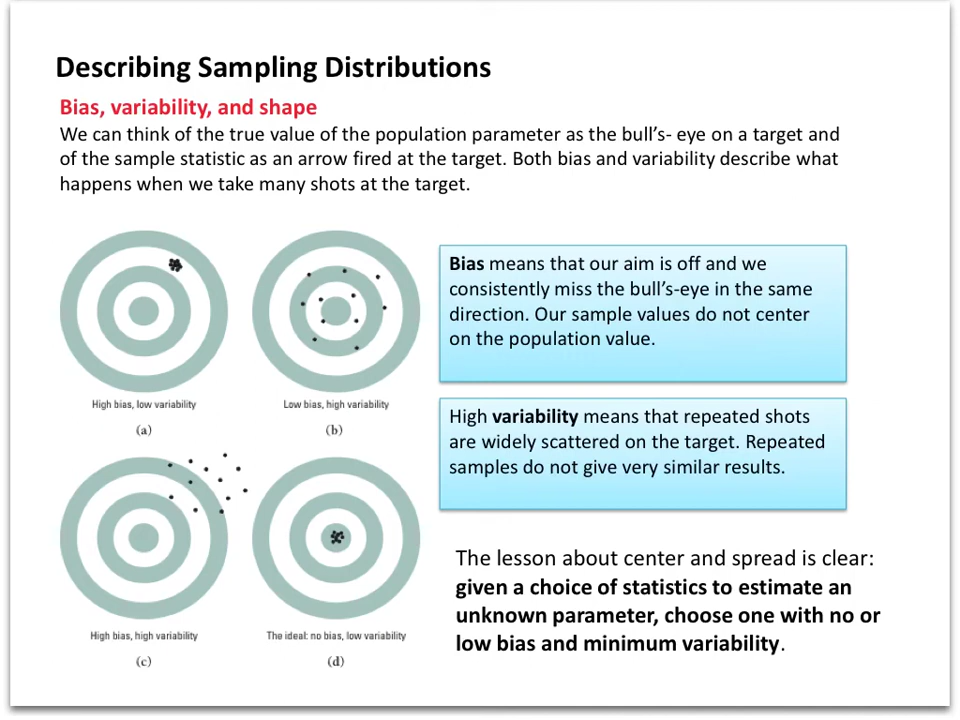 Describing Sampling Distributions
Bias, variability, and shape
We can think of the true value of the population parameter as the bull's- eye on a target and
of the sample statistic as an arrow fired at the target. Both bias and variability describe what
happens when we take many shots at the target.
High bias, low variability
(a)
Low bias, high variability
(b)
Bias means that our aim is off and we
consistently miss the bull's-eye in the same
direction. Our sample values do not center
on the population value.
High variability means that repeated shots
are widely scattered on the target. Repeated
samples do not give very similar results.
High bias, high variability
(c)
The ideal: no bias, low variability
(d)
The lesson about center and spread is clear:
given a choice of statistics to estimate an
unknown parameter, choose one with no or
low bias and minimum variability.